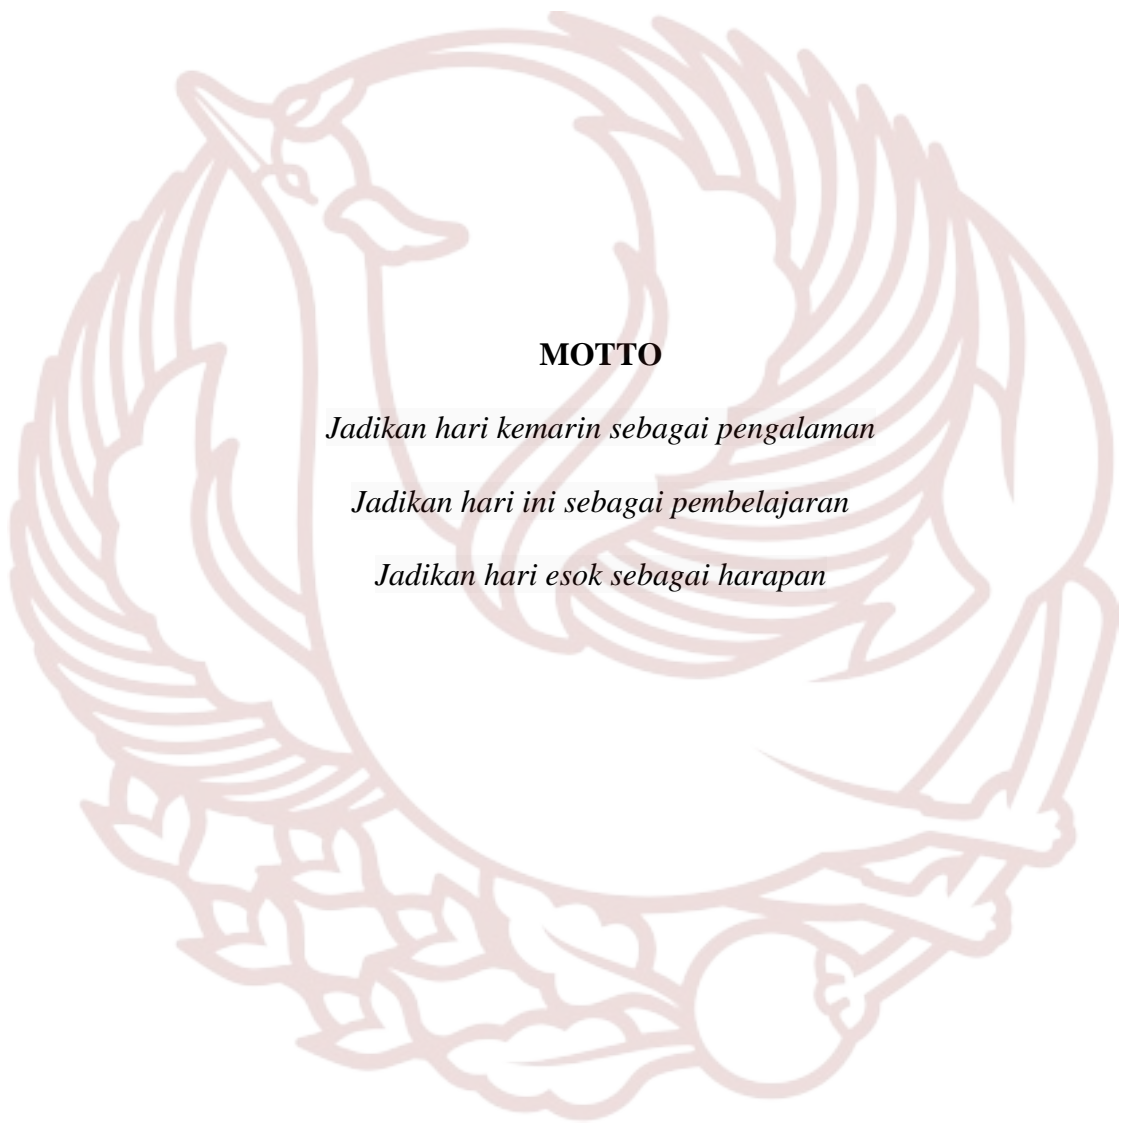 MOTTO
Jadikan hari kemarin sebagai pengalaman
Jadikan hari ini sebagai pembelajaran
Jadikan hari esok sebagai harapan